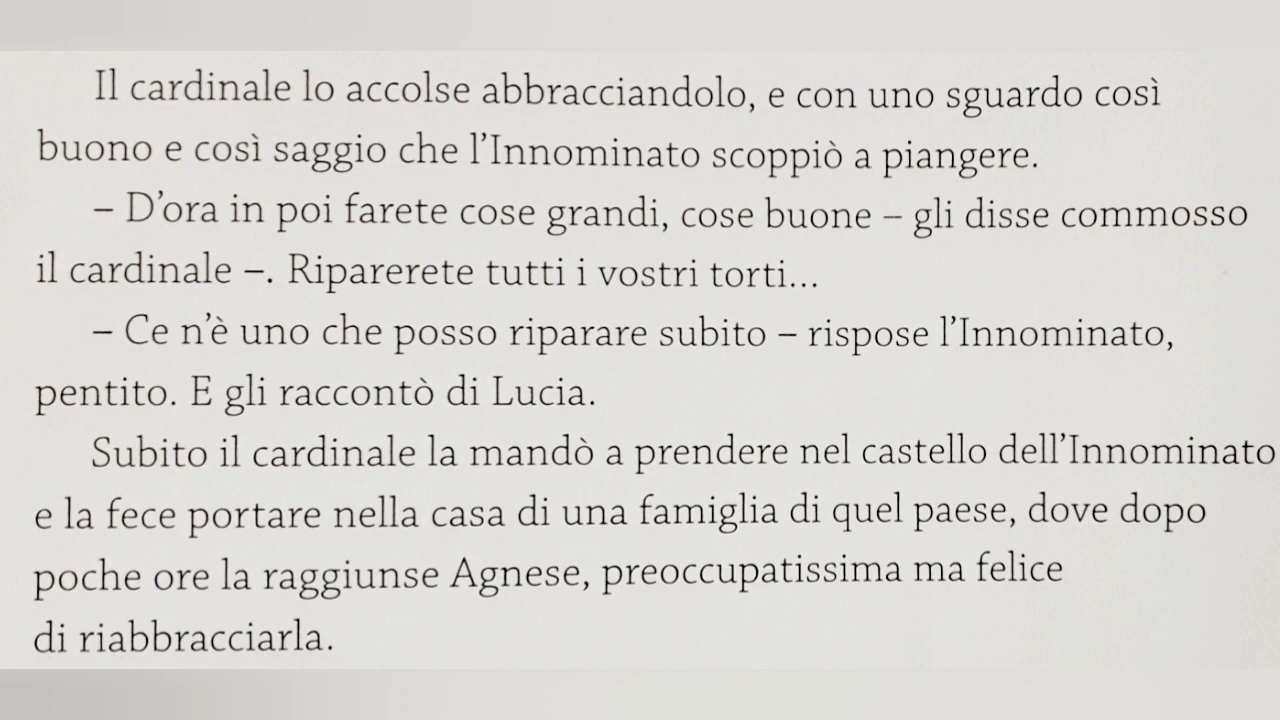 Il cardinale lo accolse abbracciandolo, e con uno sguardo così
buono e così saggio che l’Innominato scoppiò a piangere.
– D’ora in poi farete cose grandi, cose buone – gli disse commosso
il cardinale –. Riparerete tutti i vostri torti...
– Ce n’è uno che posso riparare subito – rispose l’Innominato,
pentito. E gli raccontò di Lucia.
Subito il cardinale la mandò a prendere nel castello dell’Innominato
e la fece portare nella casa di una famiglia di quel paese, dove dopo
poche ore la raggiunse Agnese, preoccupatissima ma felice
di riabbracciarla.